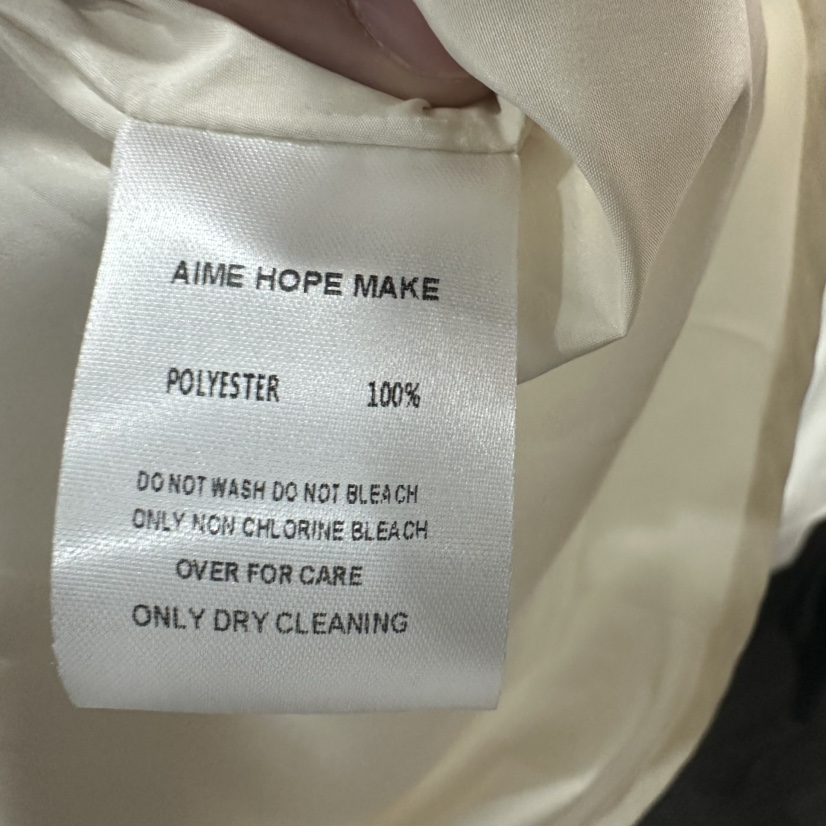 AIME HOPE MAKE
POLYESTER 100%
DO NOT WASH DO NOT BLEACH
ONLY NON CHLORINE BLEACH
OVER FOR CARE
ONLY DRY CLEANING